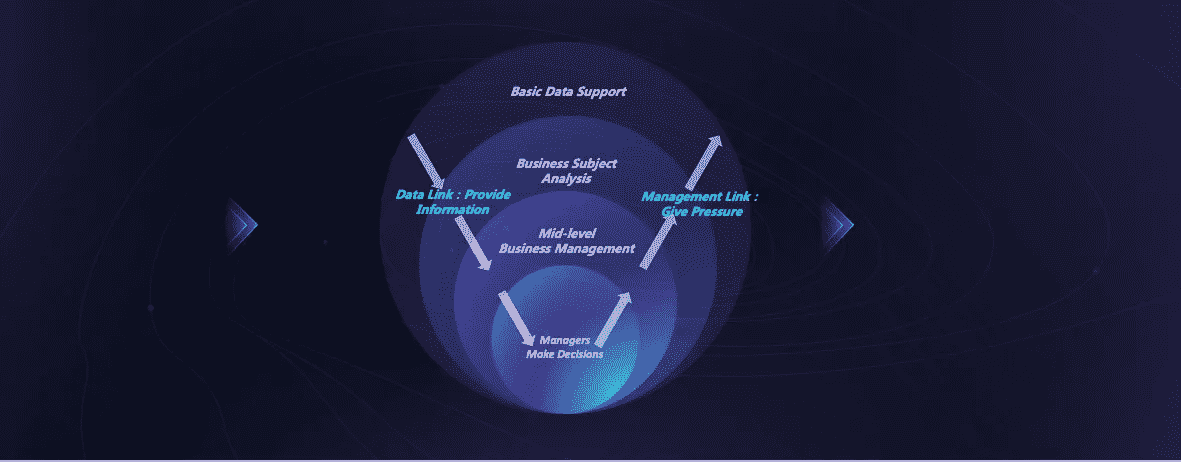 Basic Data Support
Business Subject
Analysis
Data Link : Provide
Information
Management Link :
Give Pressure
Mid-level
Business Management
Managers
Make Decisions